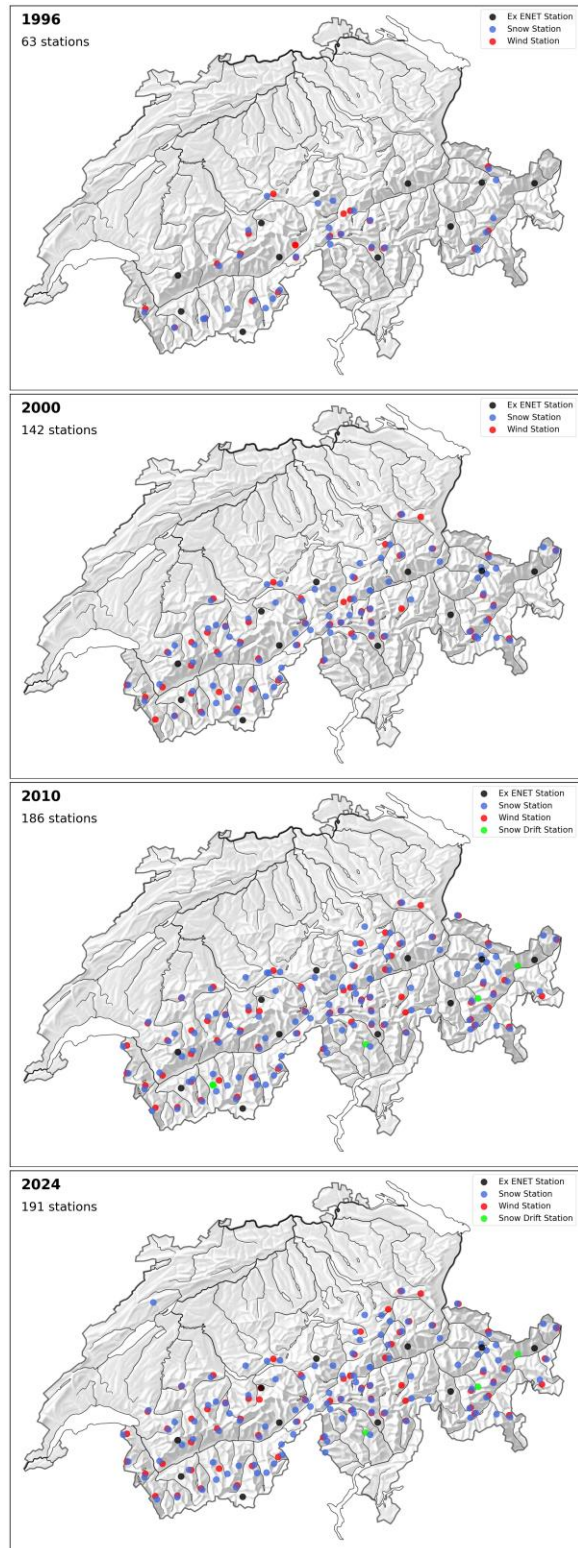 1996
63 stations
Ex ENET Station
Snow Station
Wind Station
2000
142 stations
Ex ENET Station
Snow Station
Wind Station
2010
186 stations
Ex ENET Station
Snow Station
Wind Station
Snow Drift Station
2024
191 stations
Ex ENET Station
Snow Station
Wind Station
Snow Drift Station